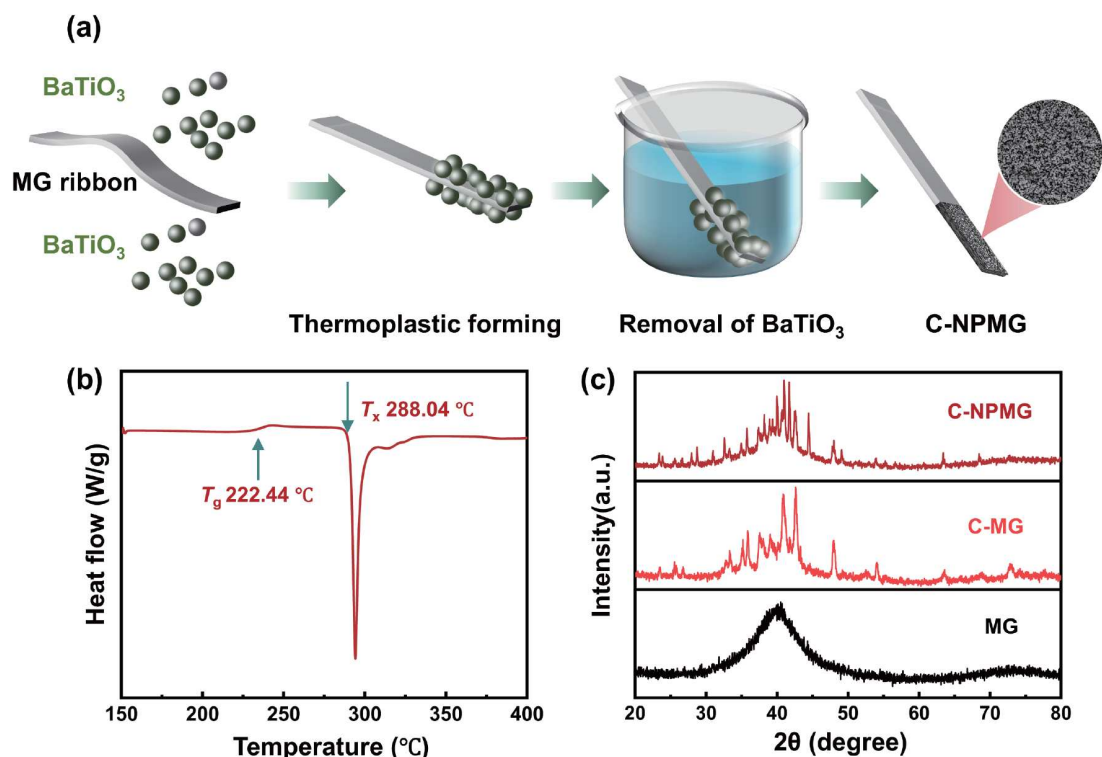 (a)
BaTiO₃
MG ribbon
BaTiO₃
Thermoplastic forming
Removal of BaTiO₃
C-NPMG
(b)
Tx 288.04 ℃
Tg 222.44 ℃
Heat flow (W/g)
150 200 250 300 350 400
Temperature (℃)
(c)
C-NPMG
C-MG
MG
Intensity(a.u.)
20 30 40 50 60 70 80
2θ (degree)